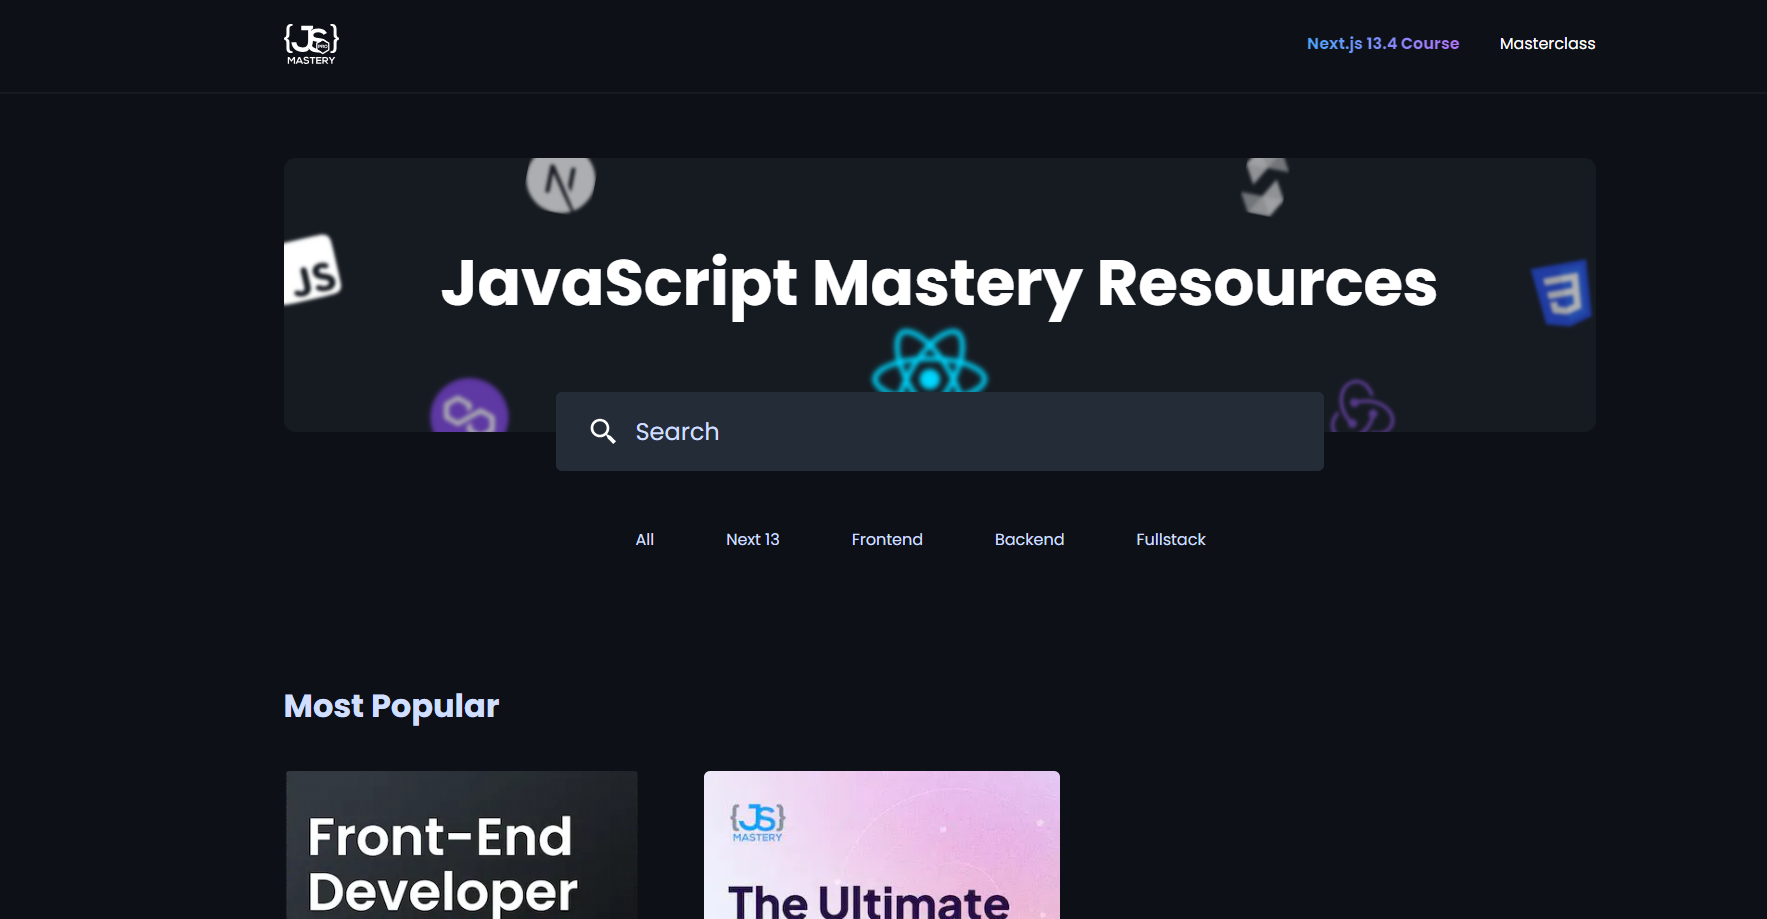 {JS}
PRO
MASTERY
Next.js 13.4 Course
Masterclass
N
JS
JavaScript Mastery Resources
Search
All
Next 13
Frontend
Backend
Fullstack
Most Popular
Front-End
Developer
{JS}
MASTERY
The Ultimate